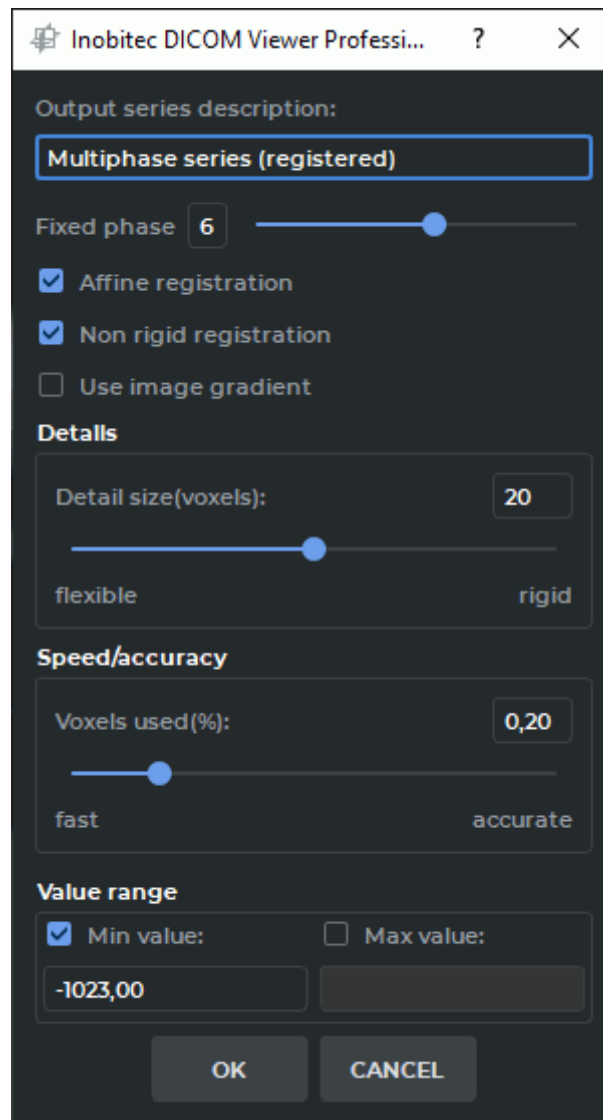 Inobitec DICOM Viewer Professi... ?
Output series description:
Multiphase series (registered)
Fixed phase 6
Affine registration
Non rigid registration
Use image gradient
Details
Detail size(voxels): 20
flexible rigid
Speed/accuracy
Voxels used(%): 0,20
fast accurate
Value range
Min value: Max value:
-1023,00
OK CANCEL